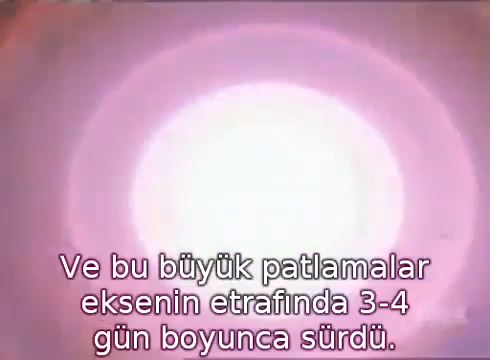 Ve bu büyük patlamalar
eksenin etrafında 3-4
gün boyunca sürdü.